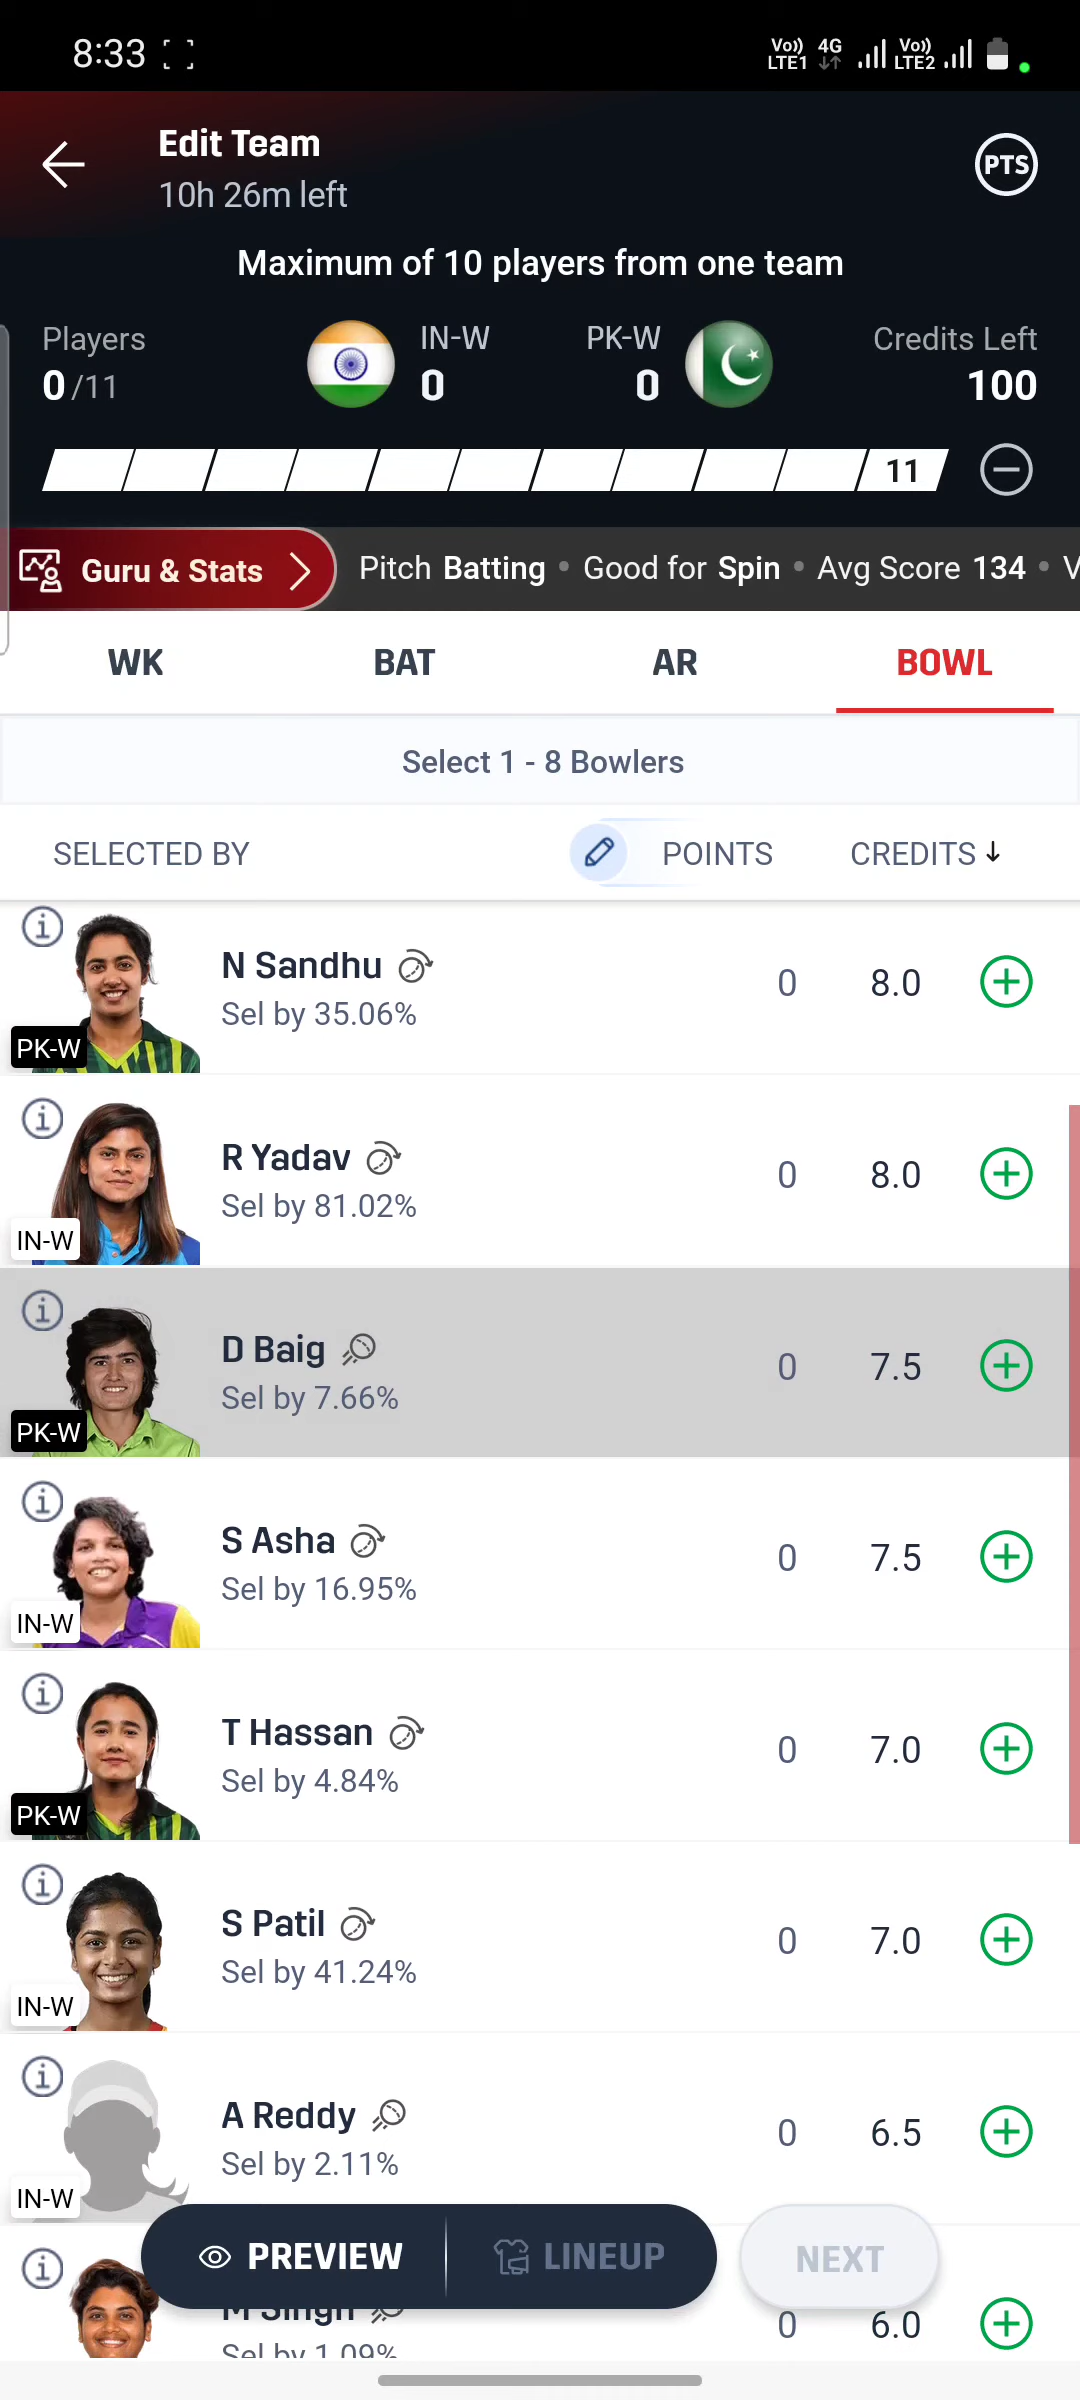 8:33
Vo)) LTE1 4G Vo)) LTE2
Edit Team
10h 26m left
PTS
Maximum of 10 players from one team
Players
0/11
IN-W
0
PK-W
0
Credits Left
100
11
Guru & Stats
Pitch Batting • Good for Spin • Avg Score 134 • V
WK BAT AR BOWL
Select 1 - 8 Bowlers
SELECTED BY POINTS CREDITS ↓
N Sandhu
Sel by 35.06%
PK-W
0 8.0
R Yadav
Sel by 81.02%
IN-W
0 8.0
D Baig
Sel by 7.66%
PK-W
0 7.5
S Asha
Sel by 16.95%
IN-W
0 7.5
T Hassan
Sel by 4.84%
PK-W
0 7.0
S Patil
Sel by 41.24%
IN-W
0 7.0
A Reddy
Sel by 2.11%
IN-W
0 6.5
PREVIEW LINEUP NEXT
M Singh
Sel by 1.09%
0 6.0